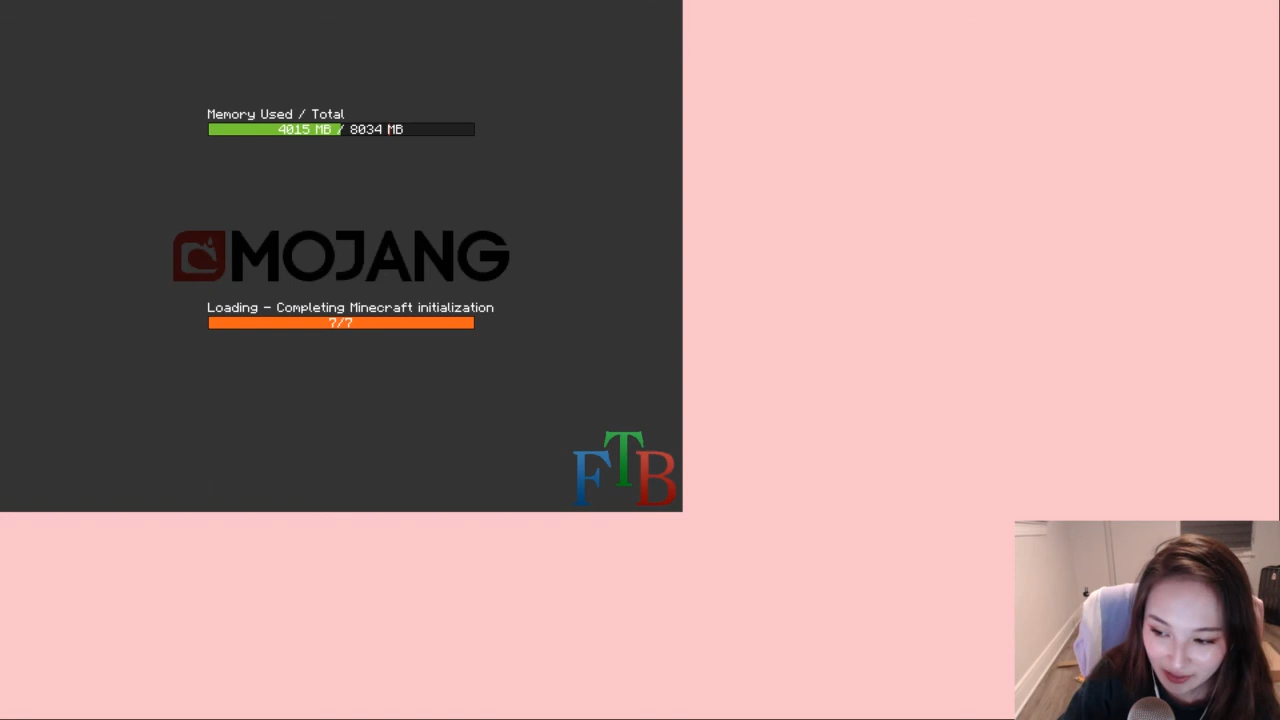 Memory Used / Total
4015 MB / 8034 MB
MOJANG
Loading - Completing Minecraft initialization
7/7
FTB